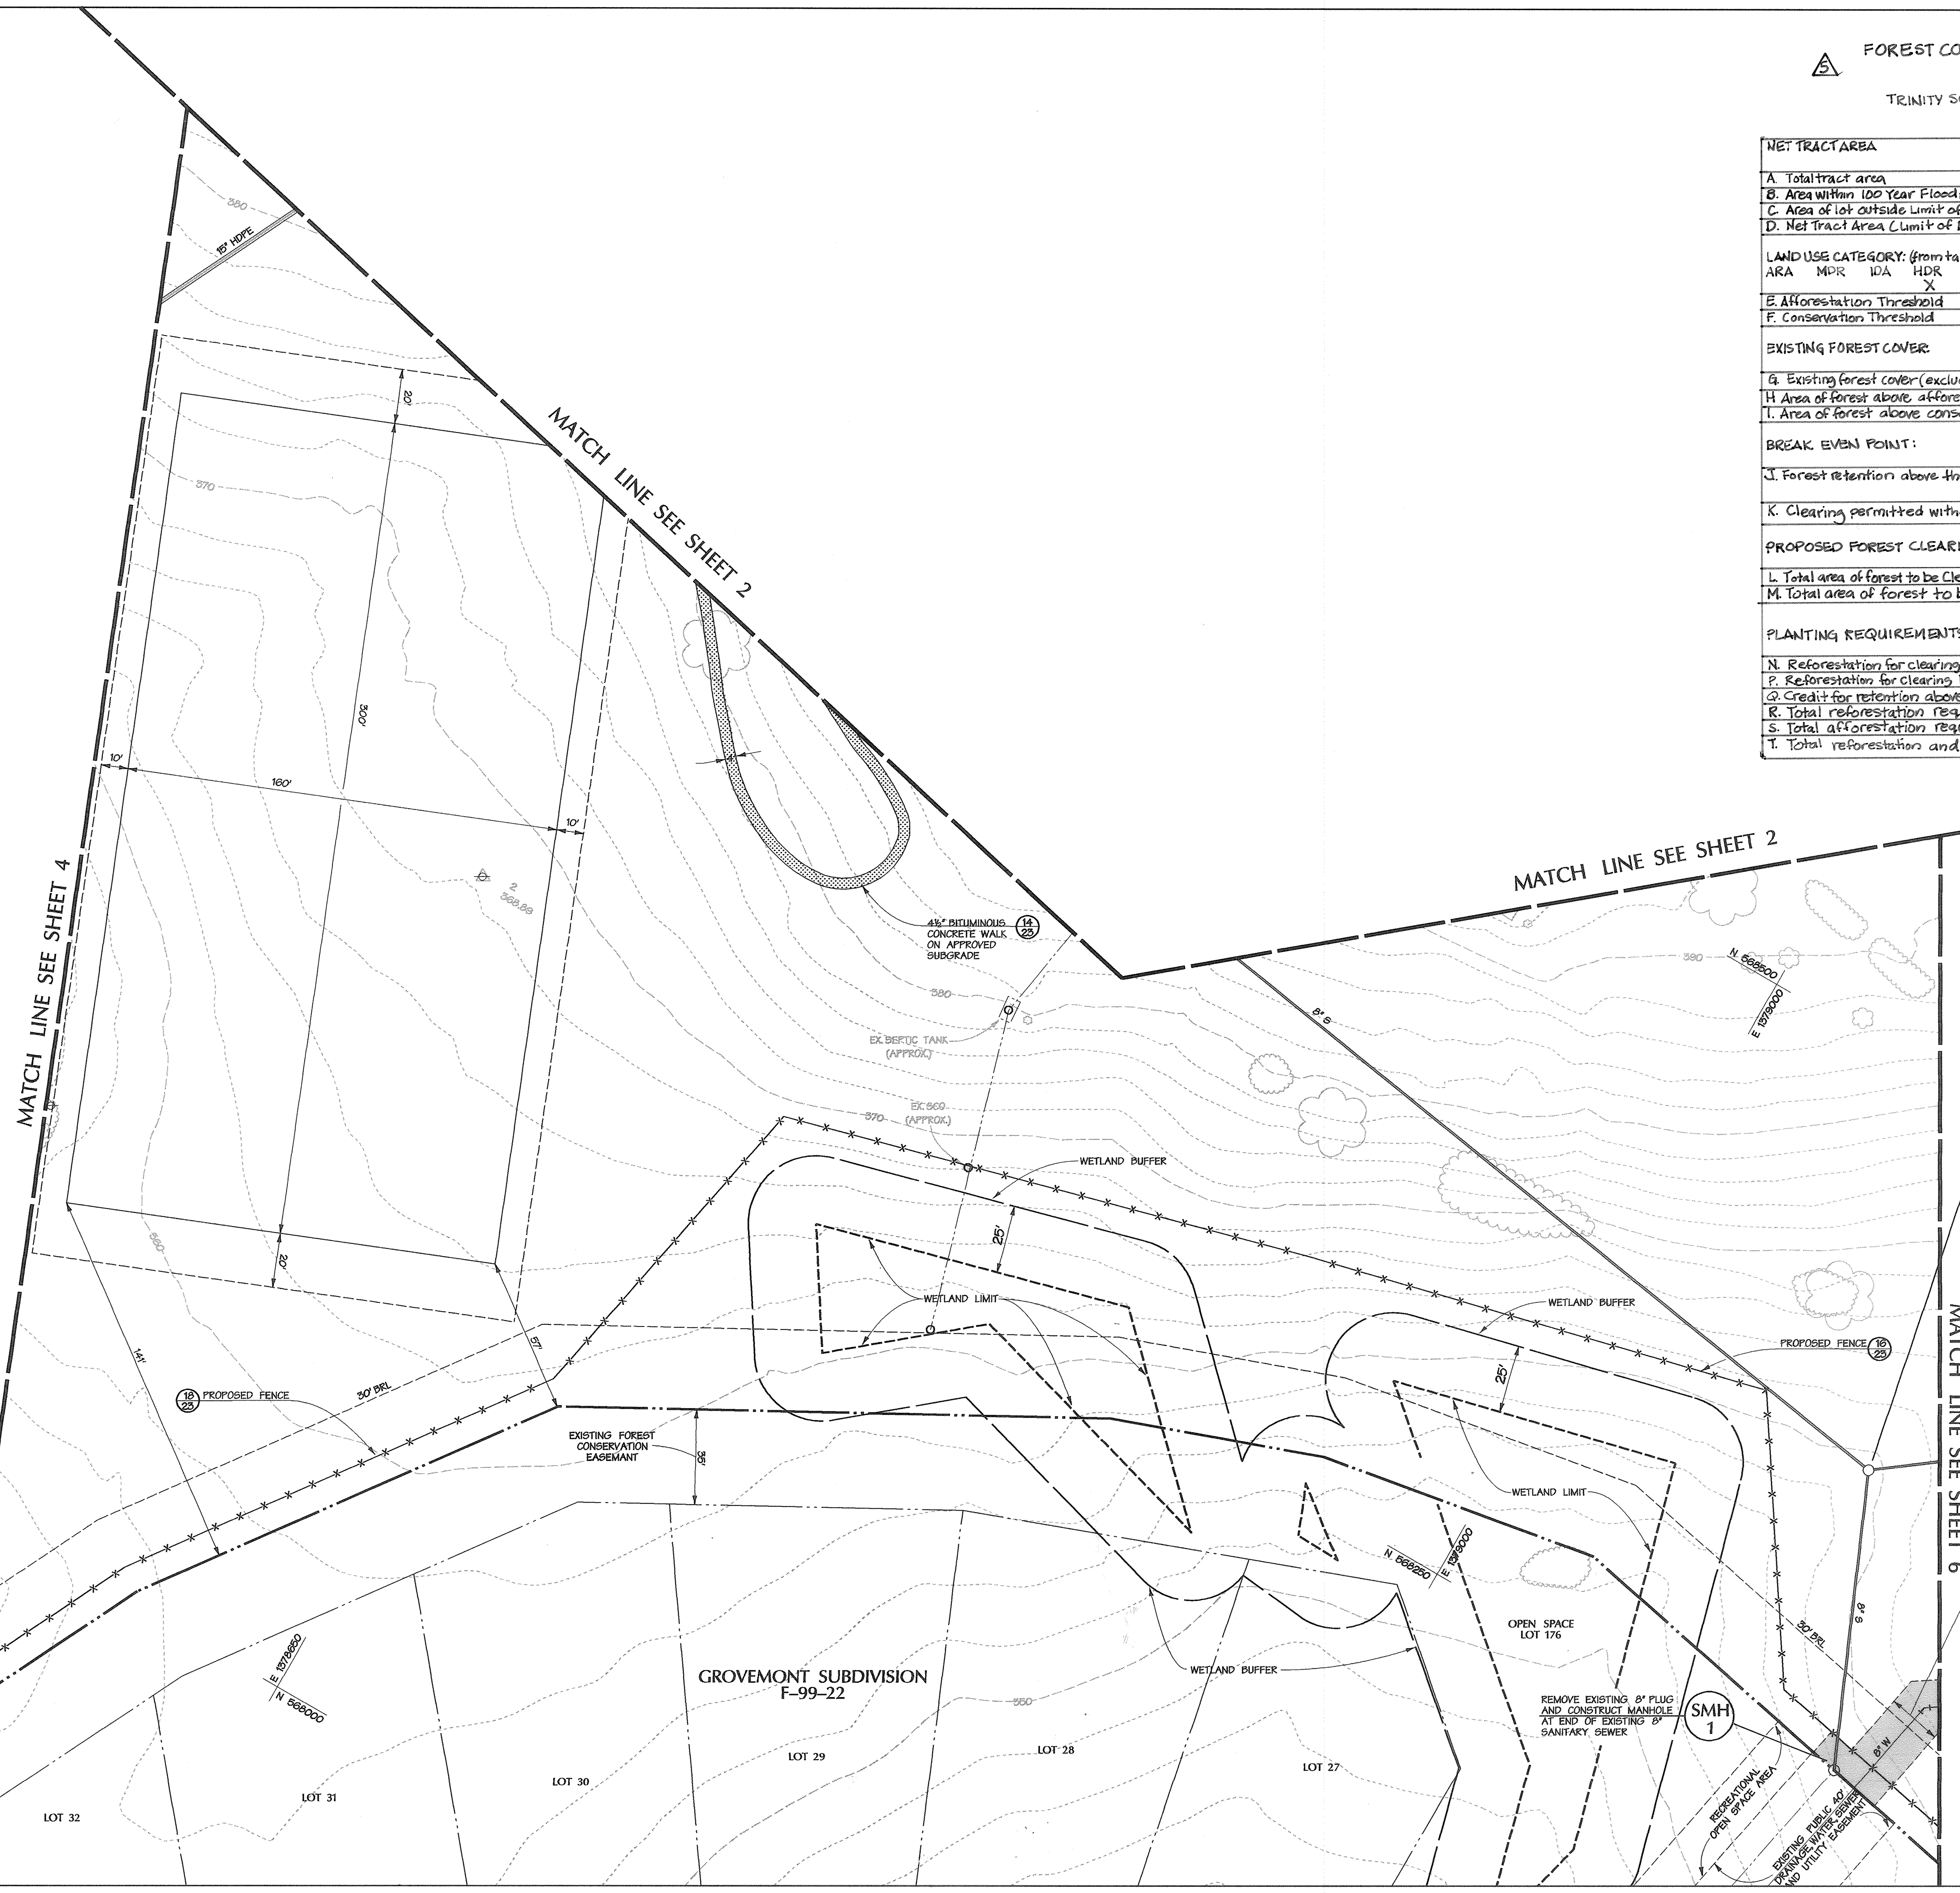 FOREST CO
5
TRINITY S
NET TRACT AREA
A. Total tract area
B. Area within 100 Year Flood
C. Area of lot outside Limit of
D. Net Tract Area (Limit of
LAND USE CATEGORY: (from ta
ARA MDR IDA HDR
X
E. Afforestation Threshold
F. Conservation Threshold
EXISTING FOREST COVER:
G. Existing forest cover (exclu
H Area of forest above affore
I. Area of forest above cons
BREAK EVEN POINT:
J. Forest retention above th
K. Clearing permitted with
PROPOSED FOREST CLEARI
L. Total area of forest to be Cle
M. Total area of forest to b
PLANTING REQUIREMENTS
N. Reforestation for clearing
P. Reforestation for clearing
Q. Credit for retention above
R. Total reforestation req
S. Total afforestation requ
T. Total reforestation and
380
15" HDPE
20'
370
MATCH LINE SEE SHEET 2
300'
10'
160'
10'
2
368.89
MATCH LINE SEE SHEET 4
4½" BITUMINOUS
CONCRETE WALK
ON APPROVED
SUBGRADE
14
23
MATCH LINE SEE SHEET 2
390
N 568500
E 1379000
380
8" S
EX. SEPTIC TANK
(APPROX.)
EX. SCO
(APPROX.)
370
WETLAND BUFFER
25'
360
20'
WETLAND LIMIT
57'
141'
WETLAND BUFFER
25'
PROPOSED FENCE
16
23
MATCH LINE SEE SHEET 6
18
23
PROPOSED FENCE
30' BRL
EXISTING FOREST
CONSERVATION
EASEMANT
35'
WETLAND LIMIT
N 568250
E 1379000
OPEN SPACE
LOT 176
8" S
30' BRL
E 1378650
N 568000
GROVEMONT SUBDIVISION
F-99-22
WETLAND BUFFER
350
REMOVE EXISTING 8" PLUG
AND CONSTRUCT MANHOLE
AT END OF EXISTING 8"
SANITARY SEWER
SMH
1
8" W
LOT 32
LOT 31
LOT 30
LOT 29
LOT 28
LOT 27
RECREATIONAL
OPEN SPACE AREA
EXISTING PUBLIC 40'
DRAINAGE WATER, SEWER
AND UTILITY EASEMENT